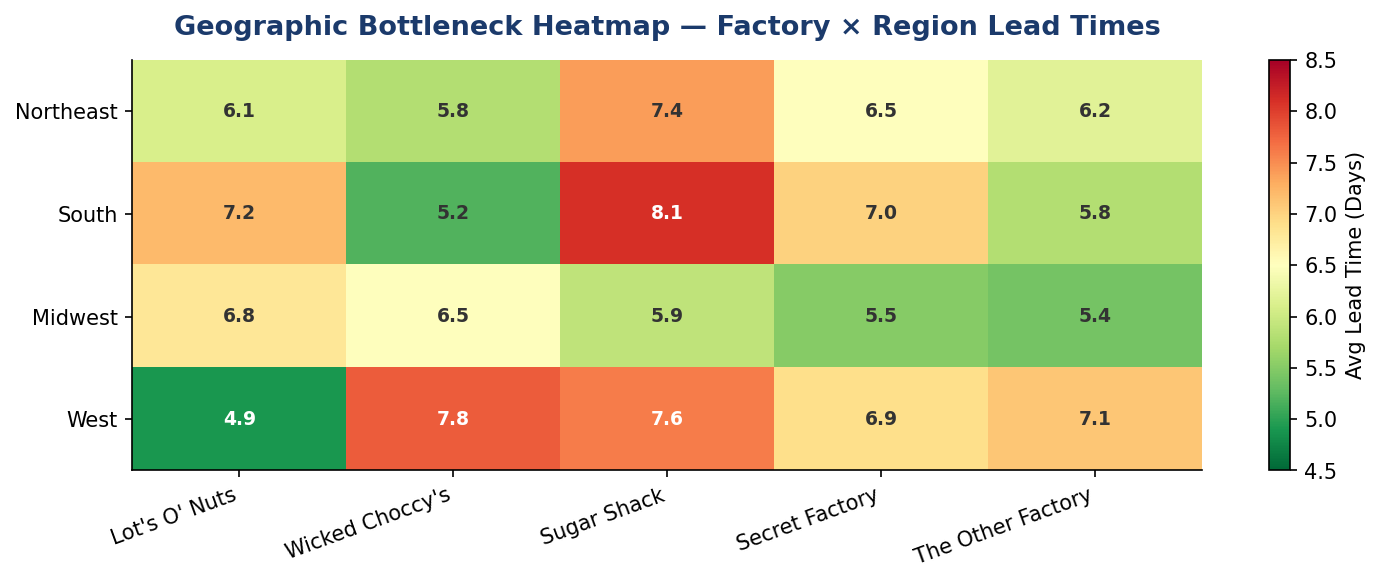 Geographic Bottleneck Heatmap — Factory × Region Lead Times
Northeast 6.1 5.8 7.4 6.5 6.2
South 7.2 5.2 8.1 7.0 5.8
Midwest 6.8 6.5 5.9 5.5 5.4
West 4.9 7.8 7.6 6.9 7.1
Lot's O' Nuts
Wicked Choccy's
Sugar Shack
Secret Factory
The Other Factory
8.5
8.0
7.5
7.0
6.5
6.0
5.5
5.0
4.5
Avg Lead Time (Days)